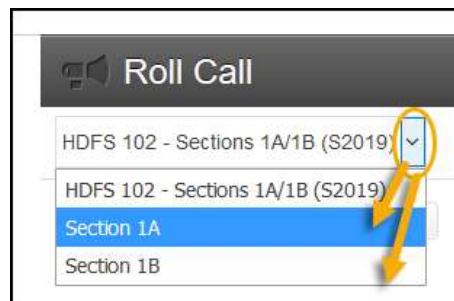 Roll Call
HDFS 102 - Sections 1A/1B (S2019)
HDFS 102 - Sections 1A/1B (S2019)
Section 1A
Section 1B